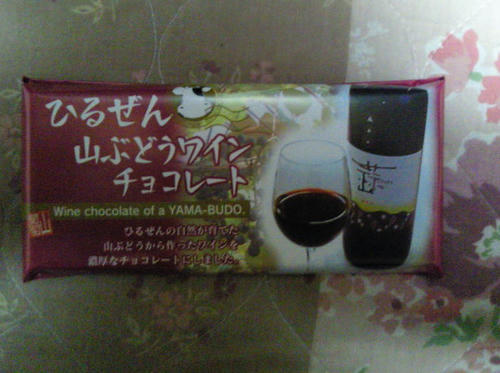 ひるぜん
山ぶどうワイン
チョコレート
Wine chocolate of a YAMA-BUDO.
ひるぜんの自然が育てた
山ぶどうから作ったワインを
濃厚なチョコレートにしました。